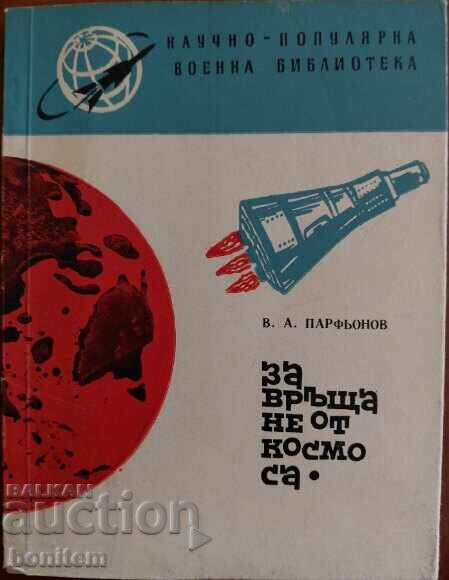 НАУЧНО-ПОПУЛЯРНА
ВОЕННА БИБЛИОТЕКА
В. А. ПАРФЬОНОВ
ЗА
ВРЪЩА
НЕ ОТ
КОСМО
СА•
BALKAN
auction
bonitem